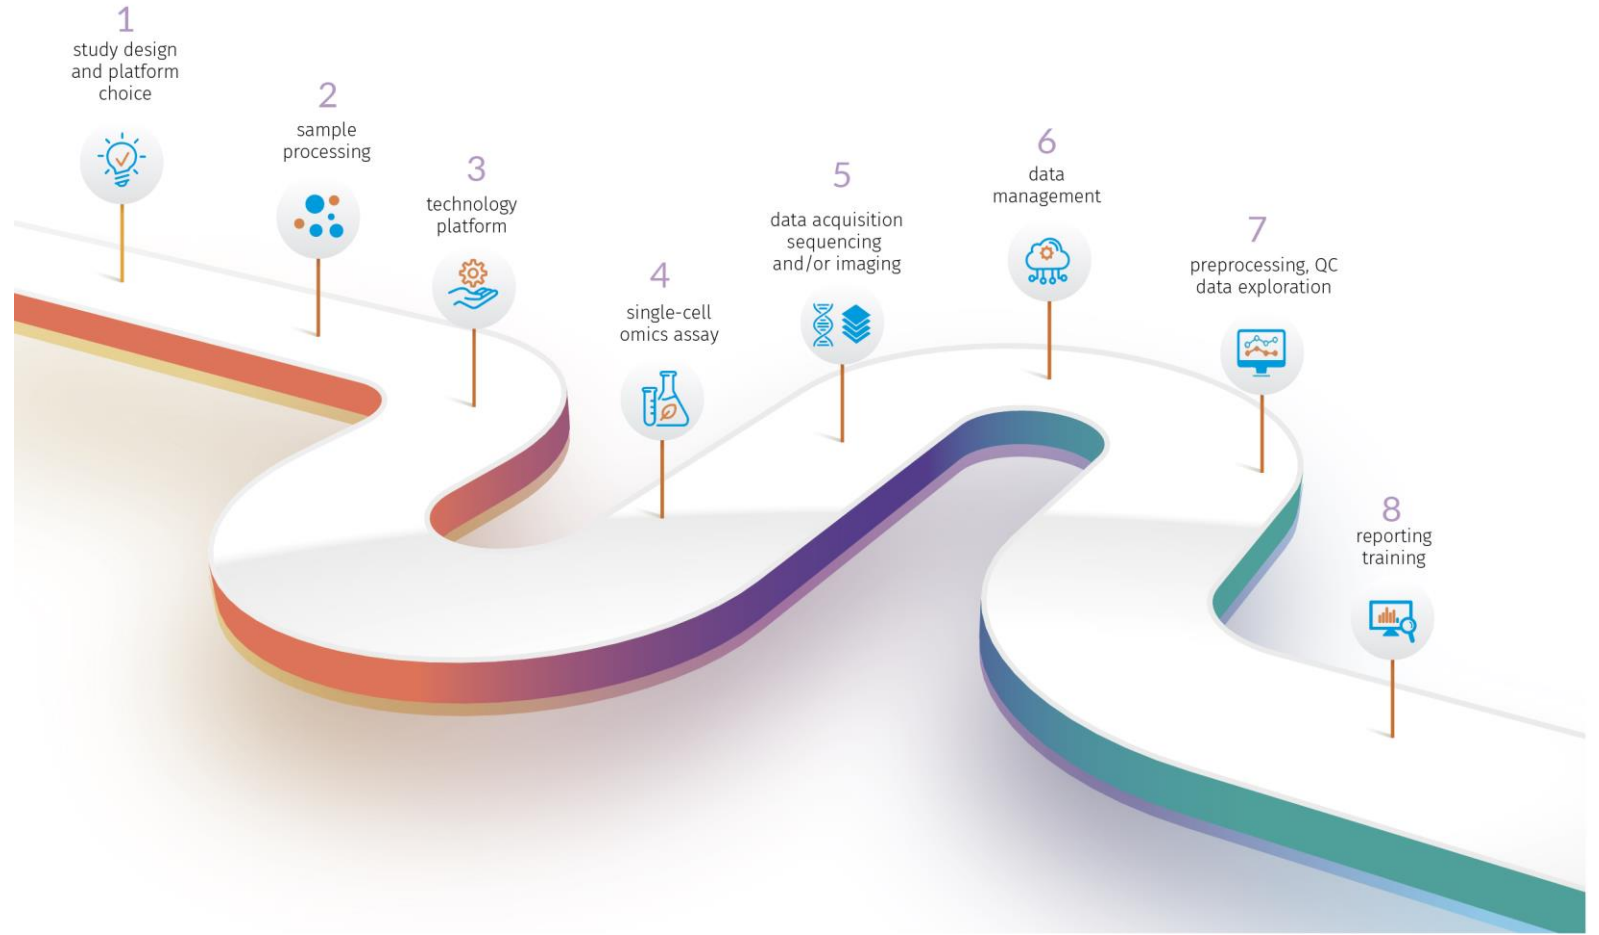 1
study design
and platform
choice
2
sample
processing
3
technology
platform
4
single-cell
omics assay
5
data acquisition
sequencing
and/or imaging
6
data
management
7
preprocessing, QC
data exploration
8
reporting
training